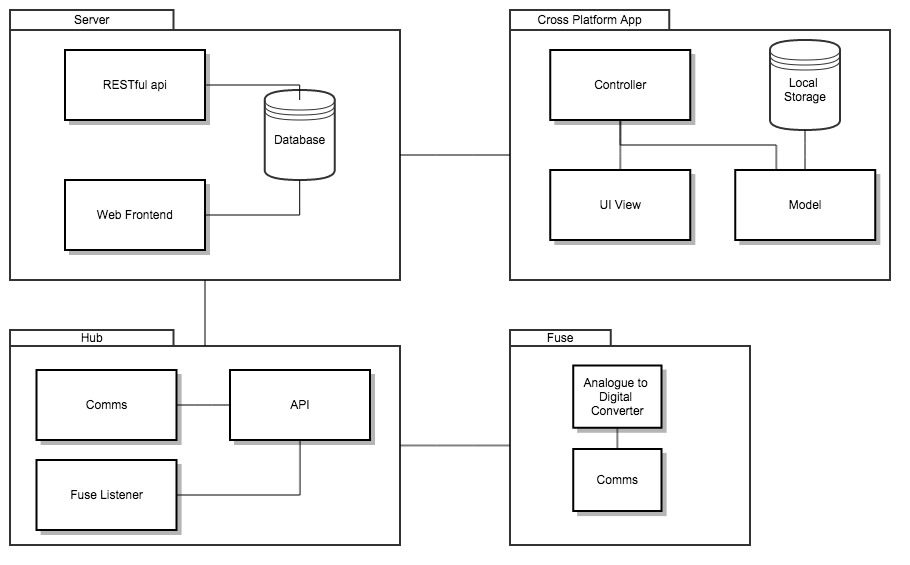 Server
RESTful api
Database
Web Frontend
Cross Platform App
Controller
Local
Storage
UI View
Model
Hub
Comms
API
Fuse Listener
Fuse
Analogue to
Digital
Converter
Comms